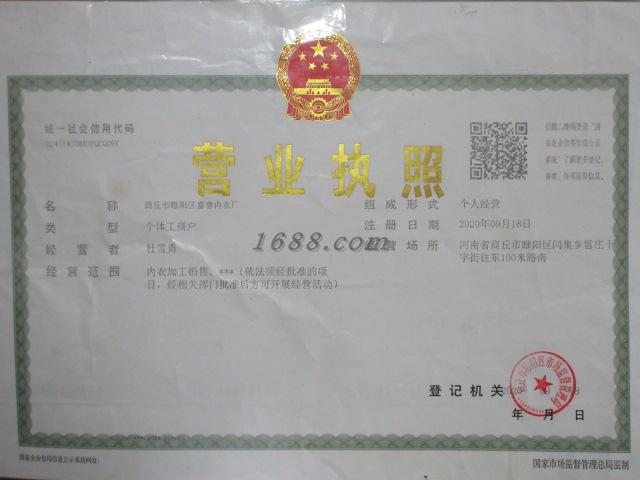 统一社会信用代码
扫描二维码登录“国
家企业信用信息公示
系统”了解更多登记、
备案、许可监管信息。
营业执照
名称 商丘市睢阳区嘉睿内衣厂
组成形式 个人经营
类型 个体工商户
注册日期 2020年09月18日
经营者 杜雪勇
经营场所 河南省商丘市睢阳区闫集乡雷庄十
字街往东100米路南
经营范围 内衣加工销售。***（依法须经批准的项
目，经相关部门批准后方可开展经营活动）
1688.com
登记机关
年 月 日
国家企业信用信息公示系统网址：
国家市场监督管理总局监制